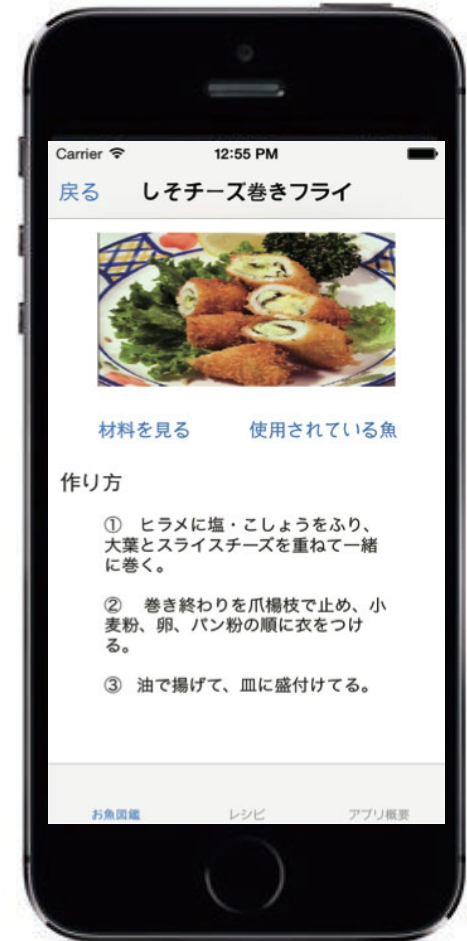 Carrier 12:55 PM
戻る しそチーズ巻きフライ
材料を見る 使用されている魚
作り方
① ヒラメに塩・こしょうをふり、
大葉とスライスチーズを重ねて一緒
に巻く。
② 巻き終わりを爪楊枝で止め、小
麦粉、卵、パン粉の順に衣をつけ
る。
③ 油で揚げて、皿に盛付けてる。
お魚図鑑 レシピ アプリ概要